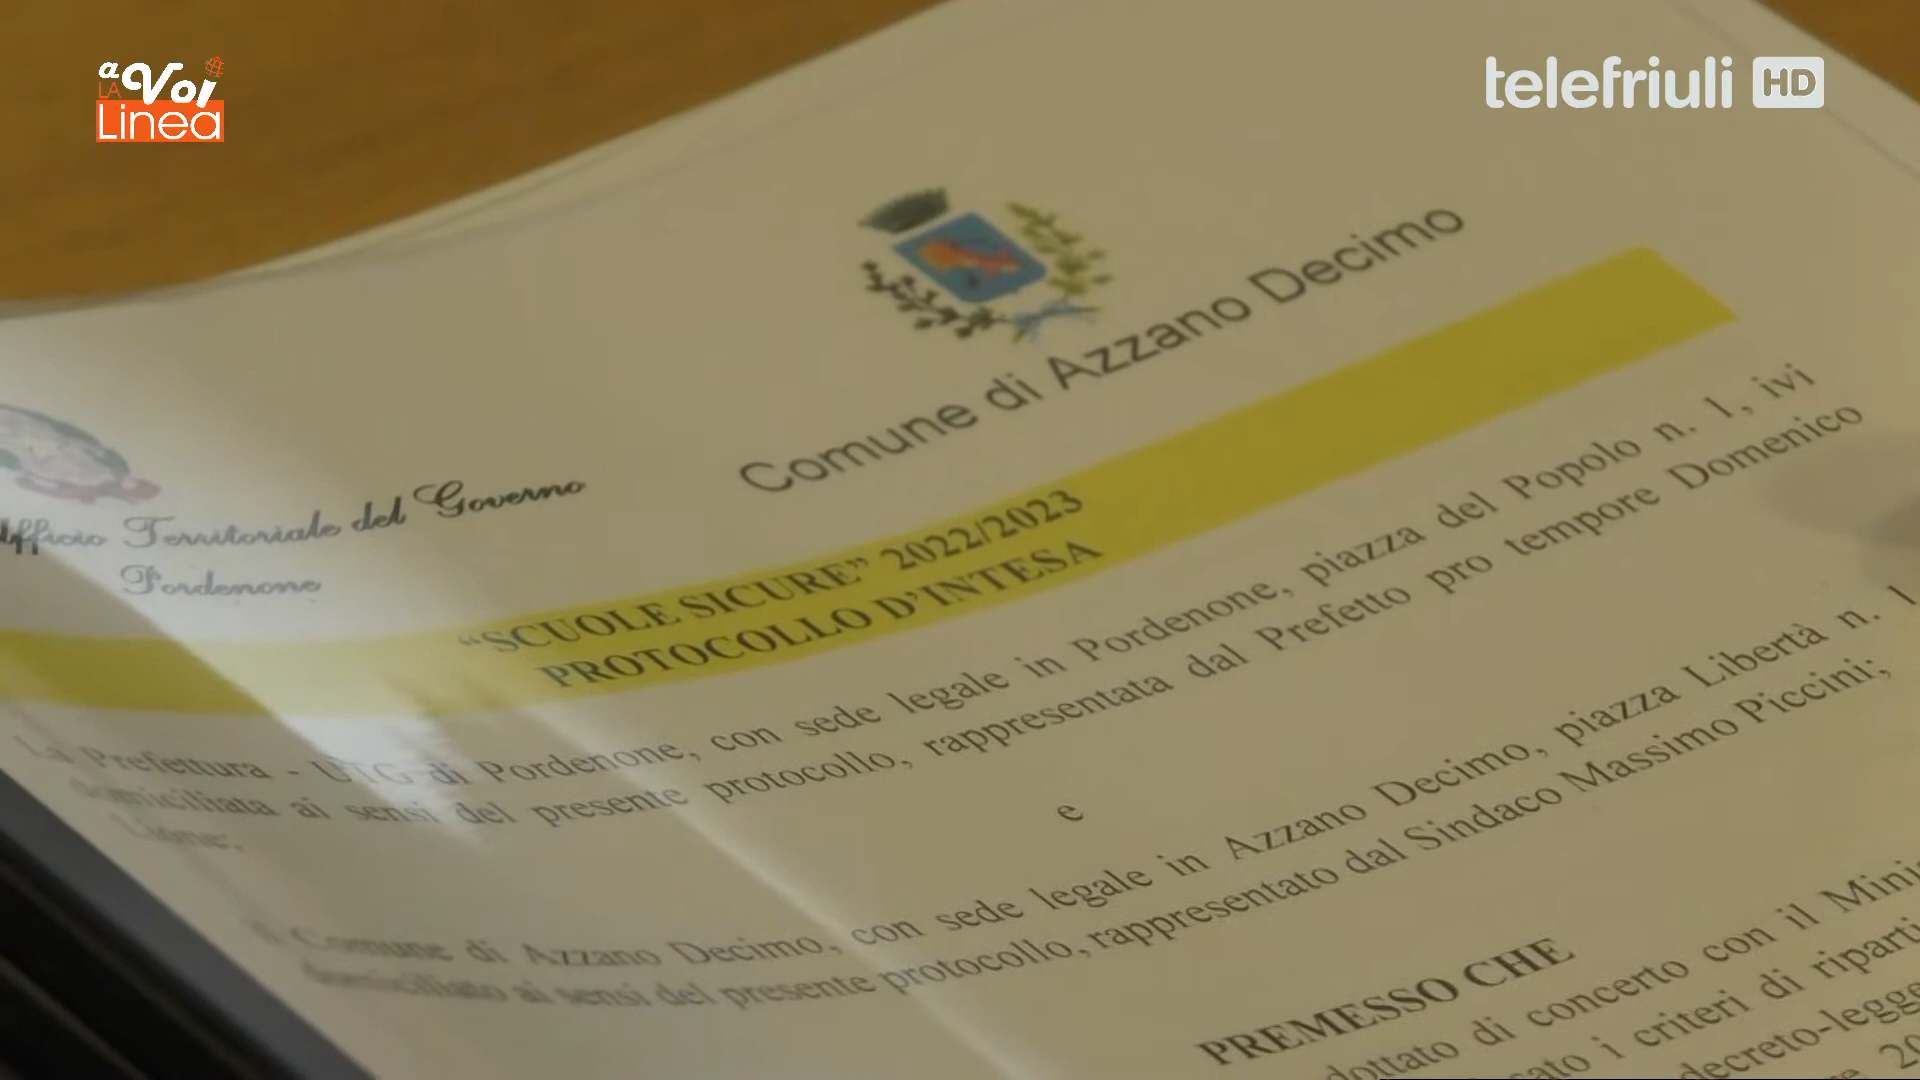 a Voi
LA
Linea
telefriuli HD
Comune di Azzano Decimo
Ufficio Territoriale del Governo
Pordenone
“SCUOLE SICURE” 2022/2023
PROTOCOLLO D’INTESA
La Prefettura - UTG di Pordenone, con sede legale in Pordenone, piazza del Popolo n. 1, ivi
domiciliata ai sensi del presente protocollo, rappresentata dal Prefetto pro tempore Domenico
Lione;
e
Il Comune di Azzano Decimo, con sede legale in Azzano Decimo, piazza Libertà n. 1
domiciliato ai sensi del presente protocollo, rappresentato dal Sindaco Massimo Piccini;
PREMESSO CHE
di concerto con il
i criteri di